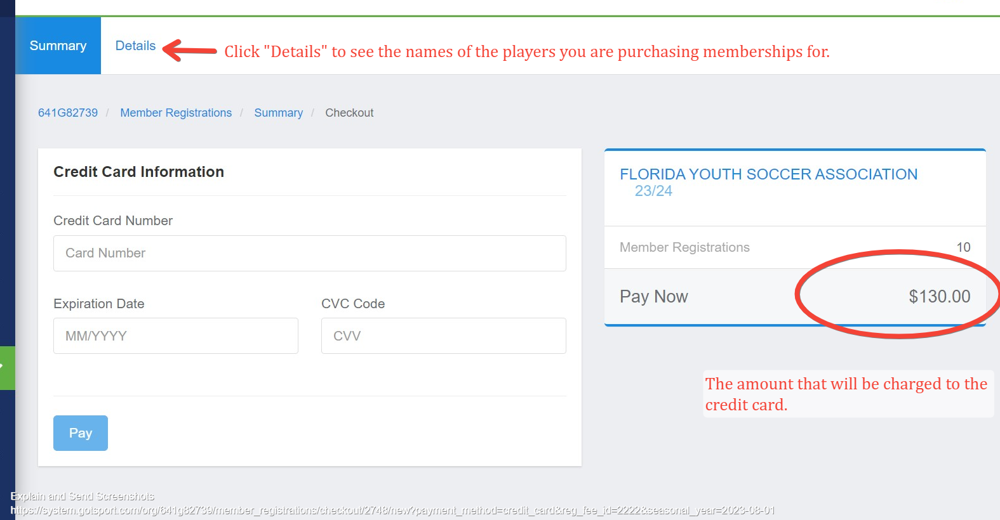 Summary Details Click "Details" to see the names of the players you are purchasing memberships for.
641G82739 / Member Registrations / Summary / Checkout
Credit Card Information
Credit Card Number
Card Number
Expiration Date CVC Code
MM/YYYY CVV
Pay
FLORIDA YOUTH SOCCER ASSOCIATION
23/24
Member Registrations 10
Pay Now $130.00
The amount that will be charged to the
credit card.
Explain and Send Screenshots
https://system.gotsport.com/org/641g82739/member_registrations/checkout/2748/new?payment_method=credit_card&reg_fee_id=2222&seasonal_year=2023-08-01